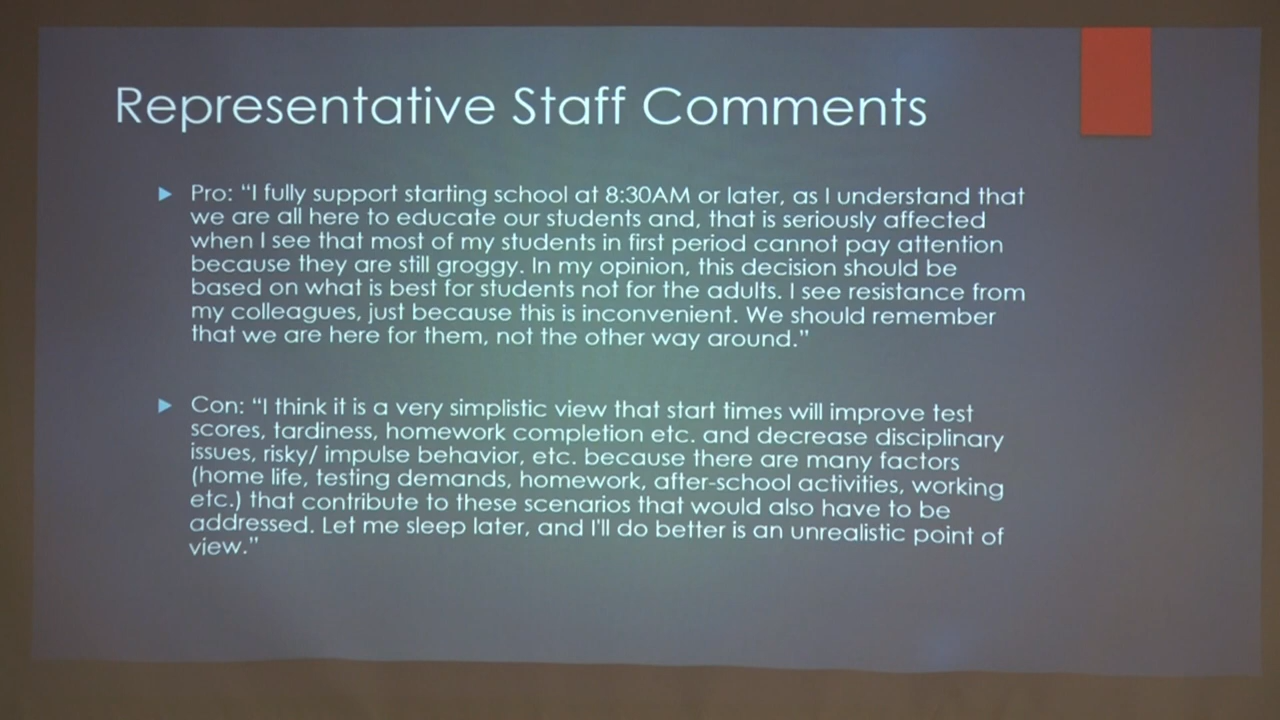 Representative Staff Comments
Pro: “I fully support starting school at 8:30AM or later, as I understand that
we are all here to educate our students and, that is seriously affected
when I see that most of my students in first period cannot pay attention
because they are still groggy. In my opinion, this decision should be
based on what is best for students not for the adults. I see resistance from
my colleagues, just because this is inconvenient. We should remember
that we are here for them, not the other way around.”
Con: “I think it is a very simplistic view that start times will improve test
scores, tardiness, homework completion etc. and decrease disciplinary
issues, risky/ impulse behavior, etc. because there are many factors
(home life, testing demands, homework, after-school activities, working
etc.) that contribute to these scenarios that would also have to be
addressed. Let me sleep later, and I'll do better is an unrealistic point of
view.”